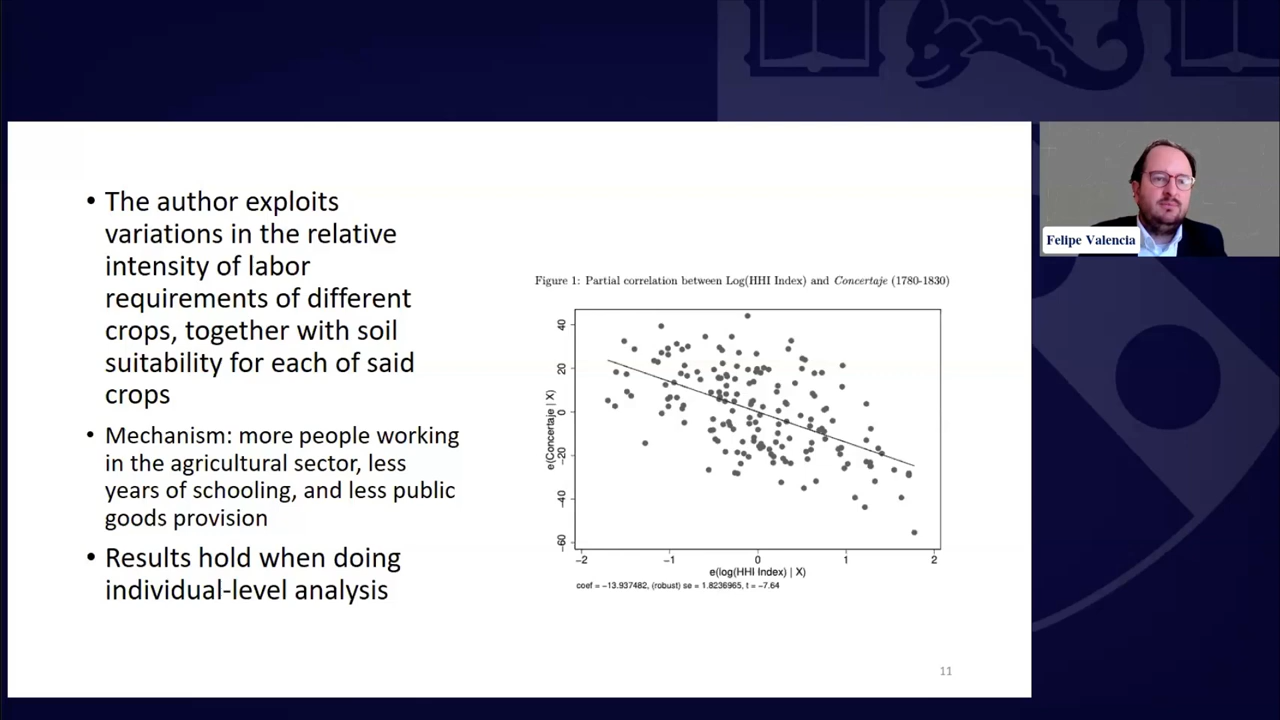 • The author exploits
variations in the relative
intensity of labor
requirements of different
crops, together with soil
suitability for each of said
crops
• Mechanism: more people working
in the agricultural sector, less
years of schooling, and less public
goods provision
• Results hold when doing
individual-level analysis
Figure 1: Partial correlation between Log(HHI Index) and Concertaje (1780-1830)
e(Concertaje | X)
40
20
0
−20
−40
−60
−2 −1 0 1 2
e(log(HHI Index) | X)
coef = −13.937482, (robust) se = 1.8236965, t = −7.64
11
Felipe Valencia